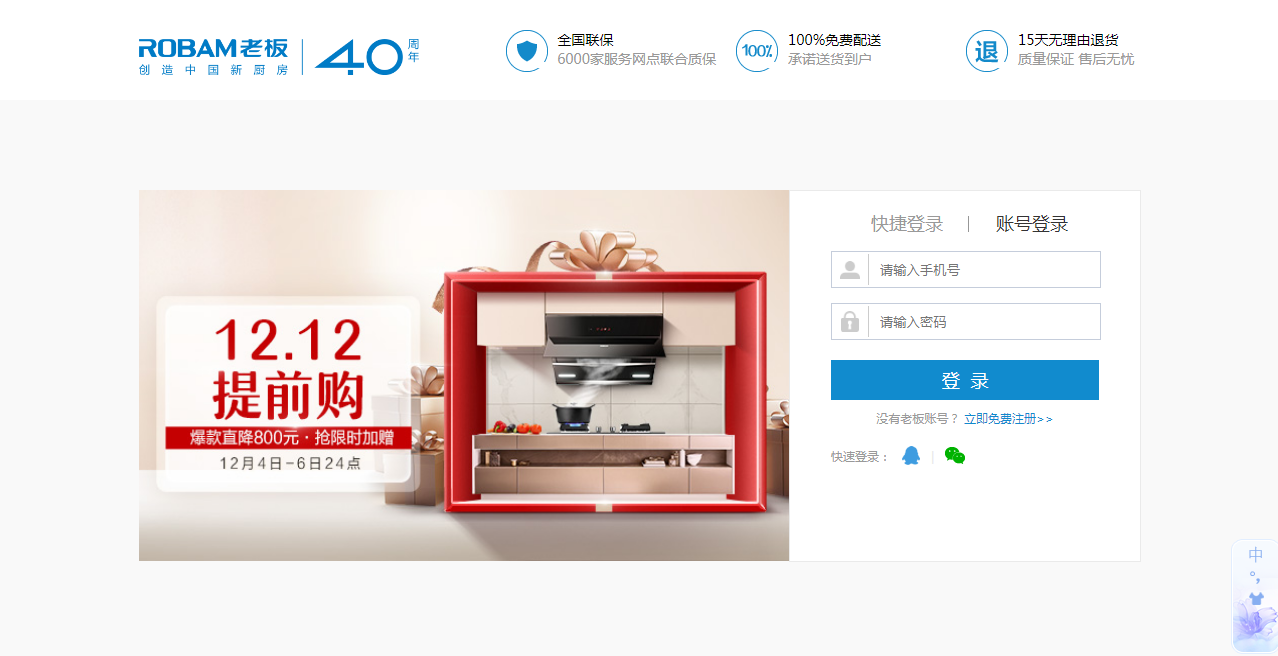 ROBAM老板
创造中国新厨房
40
周年
全国联保
6000家服务网点联合质保
100%
100%免费配送
承诺送货到户
退
15天无理由退货
质量保证 售后无忧
12.12
提前购
爆款直降800元·抢限时加赠
12月4日-6日24点
快捷登录 | 账号登录
请输入手机号
请输入密码
登 录
没有老板账号？ 立即免费注册>>
快速登录： |
中
°,